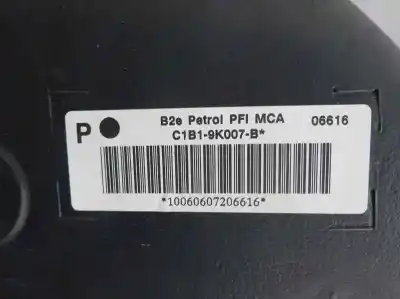 B2e Petrol PFI MCA 06616
P C1B1-9K007-B*
*10060607206616*